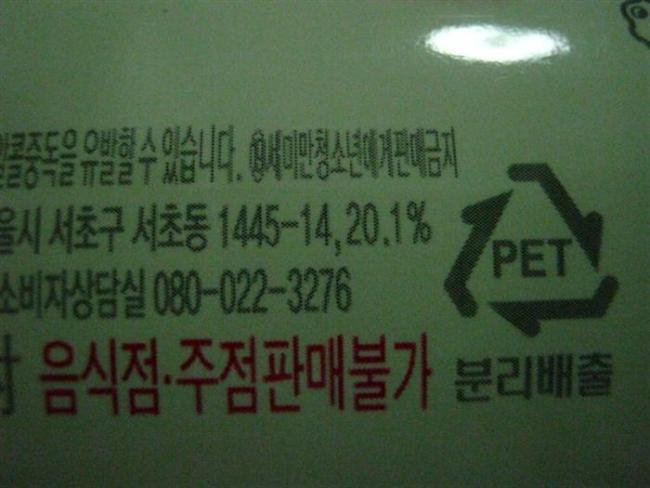 알콜중독을 유발할 수 있습니다. ⑲세미만청소년에게판매금지
울시 서초구 서초동 1445-14, 20.1%
소비자상담실 080-022-3276
음식점·주점판매불가
PET
분리배출